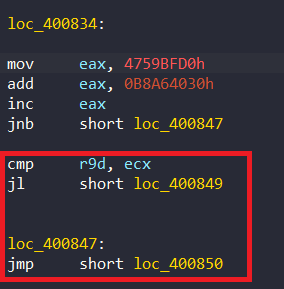 loc_400834:
mov eax, 4759BFD0h
add eax, 0B8A64030h
inc eax
jnb short loc_400847
cmp r9d, ecx
jl short loc_400849
loc_400847:
jmp short loc_400850